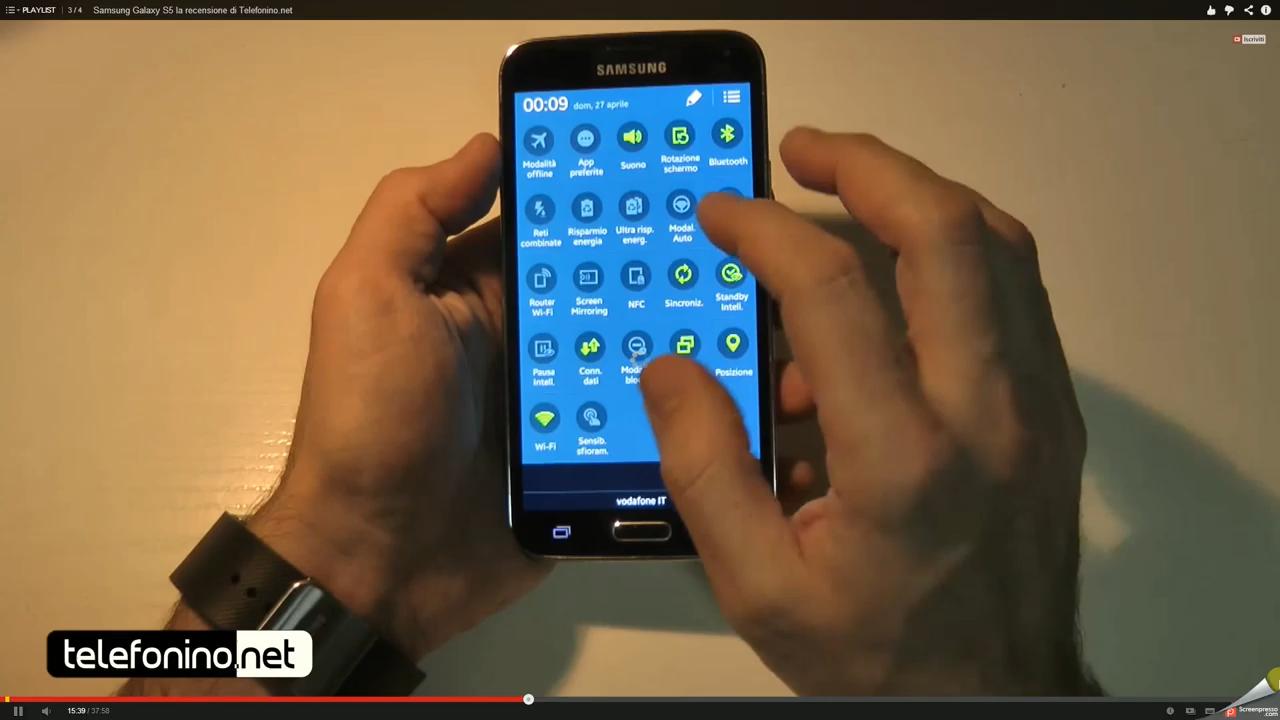 PLAYLIST 3 / 4 Samsung Galaxy S5 la recensione di Telefonino.net
Iscriviti
SAMSUNG
00:09 dom, 27 aprile
Modalità offline
App preferite
Suono
Rotazione schermo
Bluetooth
Reti combinate
Risparmio energia
Ultra risp. energ.
Modal. Auto
Router Wi-Fi
Screen Mirroring
NFC
Sincroniz.
Standby Intell.
Pausa Intell.
Conn. dati
Posizione
Wi-Fi
Sensib. sfioram.
vodafone IT
telefonino.net
15:39 / 37:58
Screenpresso
.com